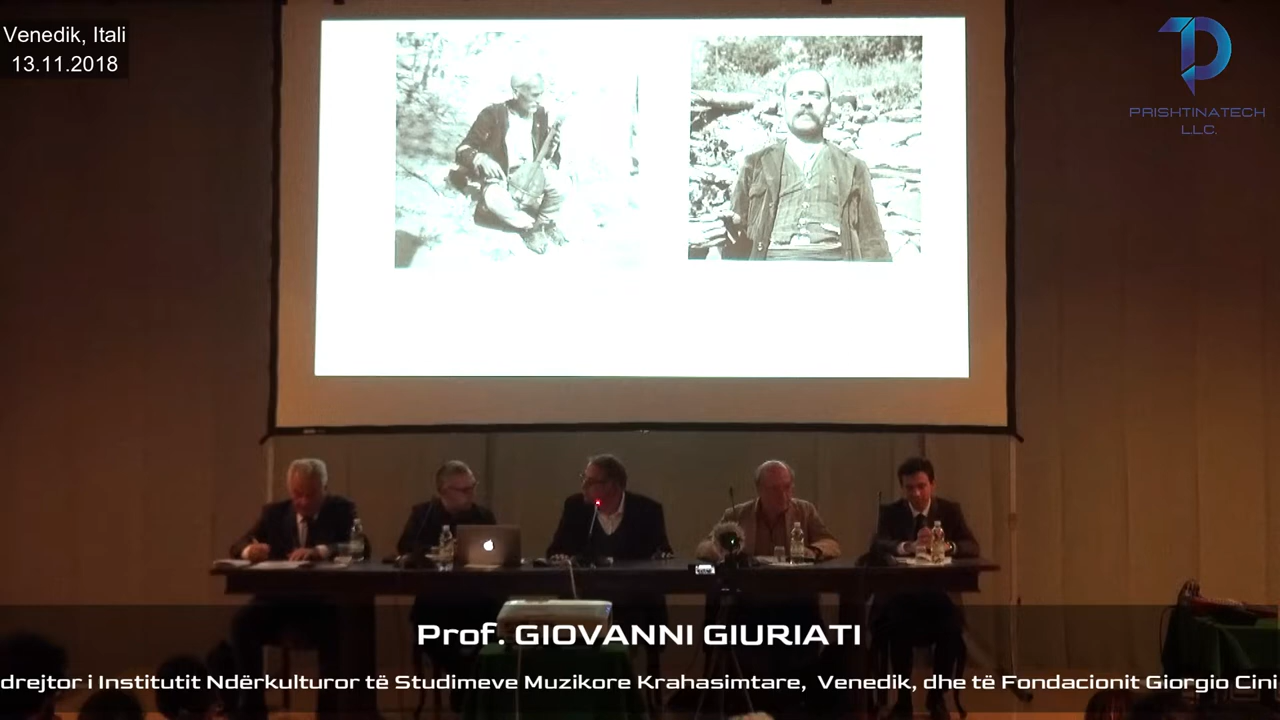 Venedik, Itali
13.11.2018
PRISHTINATECH
LLC.
Prof. GIOVANNI GIURIATI
drejtor i Institutit Ndërkulturor të Studimeve Muzikore Krahasimtare, Venedik, dhe të Fondacionit Giorgio Cini